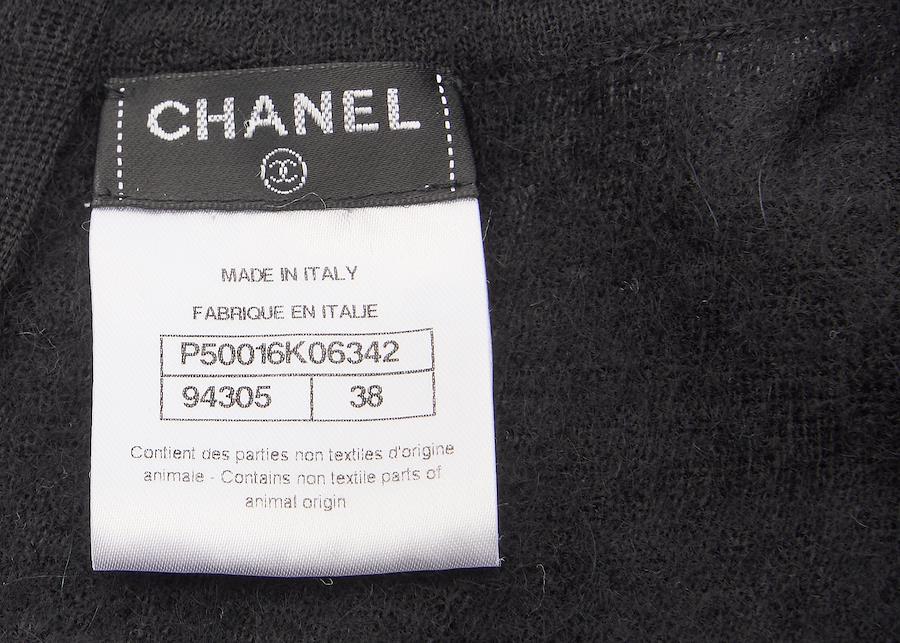 CHANEL
MADE IN ITALY
FABRIQUE EN ITALIE
P50016K06342
94305 38
Contient des parties non textiles d'origine
animale - Contains non textile parts of
animal origin